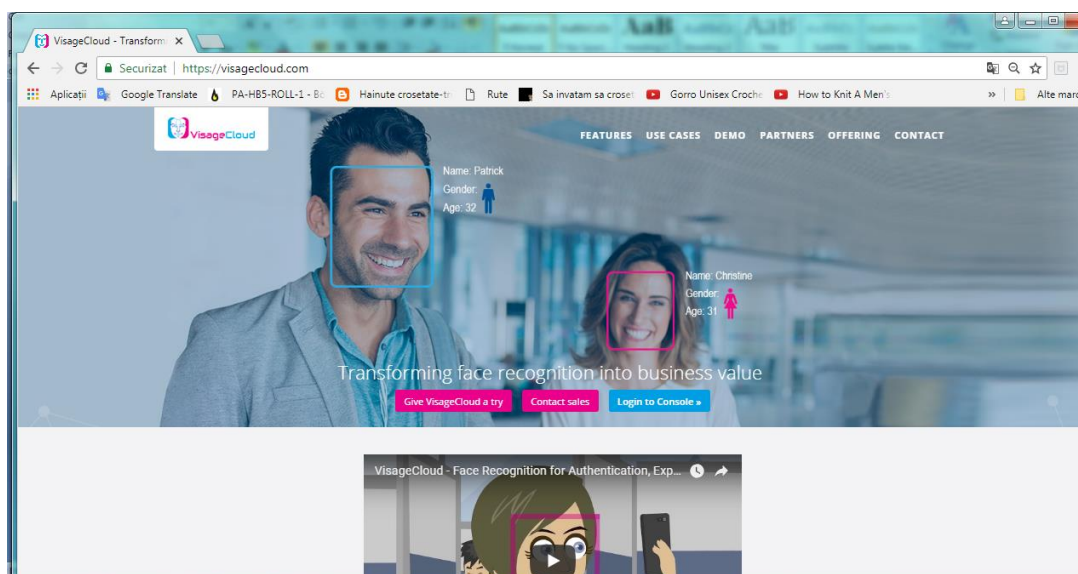 VisageCloud - Transform
Securizat | https://visagecloud.com
Aplicații Google Translate PA-HB5-ROLL-1 - Hainute crosetate-tr Rute Sa invatam sa croset Gorro Unisex Croche How to Knit A Men's » Alte marc
VisageCloud
FEATURES USE CASES DEMO PARTNERS OFFERING CONTACT
Name: Patrick
Gender:
Age: 32
Name: Christine
Gender:
Age: 31
Transforming face recognition into business value
Give VisageCloud a try Contact sales Login to Console »
VisageCloud - Face Recognition for Authentication, Exp...